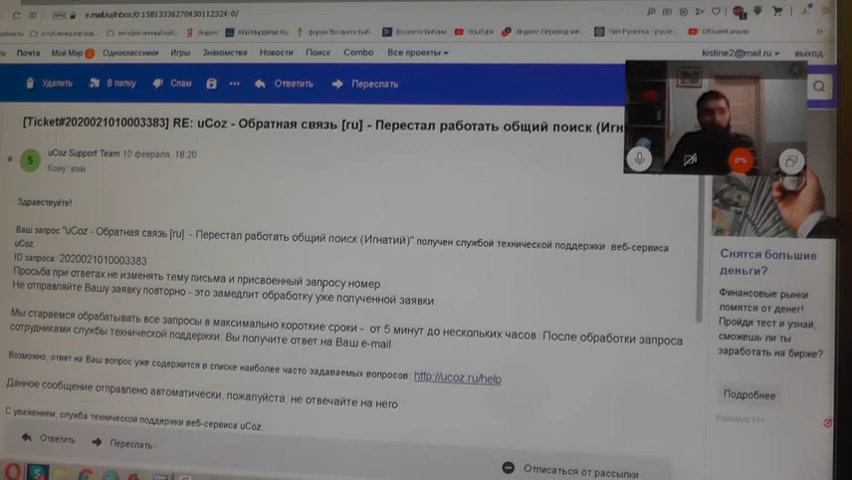 e.mail.ru/inbox/0:15813336270430112324:0/
Яндекс
YouTube
Почта Мой Мир Одноклассники Игры Знакомства Новости Поиск Combo Все проекты
kistine2@mail.ru выход
Удалить В папку Спам Ответить Переслать
[Ticket#2020021010003383] RE: uCoz - Обратная связь [ru] - Перестал работать общий поиск
S
uCoz Support Team 10 февраля, 18:20
Кому: вам
Здравствуйте!
Ваш запрос "uCoz - Обратная связь [ru] - Перестал работать общий поиск (Игнатий)" получен службой технической поддержки веб-сервиса
uCoz.
ID запроса: 2020021010003383
Просьба при ответах не изменять тему письма и присвоенный запросу номер
Не отправляйте Вашу заявку повторно - это замедлит обработку уже полученной заявки
Мы стараемся обрабатывать все запросы в максимально короткие сроки - от 5 минут до нескольких часов. После обработки запроса
сотрудниками службы технической поддержки, Вы получите ответ на Ваш e-mail.
Возможно, ответ на Ваш вопрос уже содержится в списке наиболее часто задаваемых вопросов: http://ucoz.ru/help
Данное сообщение отправлено автоматически, пожалуйста, не отвечайте на него
С уважением, служба технической поддержки веб-сервиса uCoz.
Ответить Переслать
Отписаться от рассылки
Снятся большие
деньги?
Финансовые рынки
ломятся от денег!
Пройди тест и узнай,
сможешь ли ты
заработать на бирже?
Подробнее